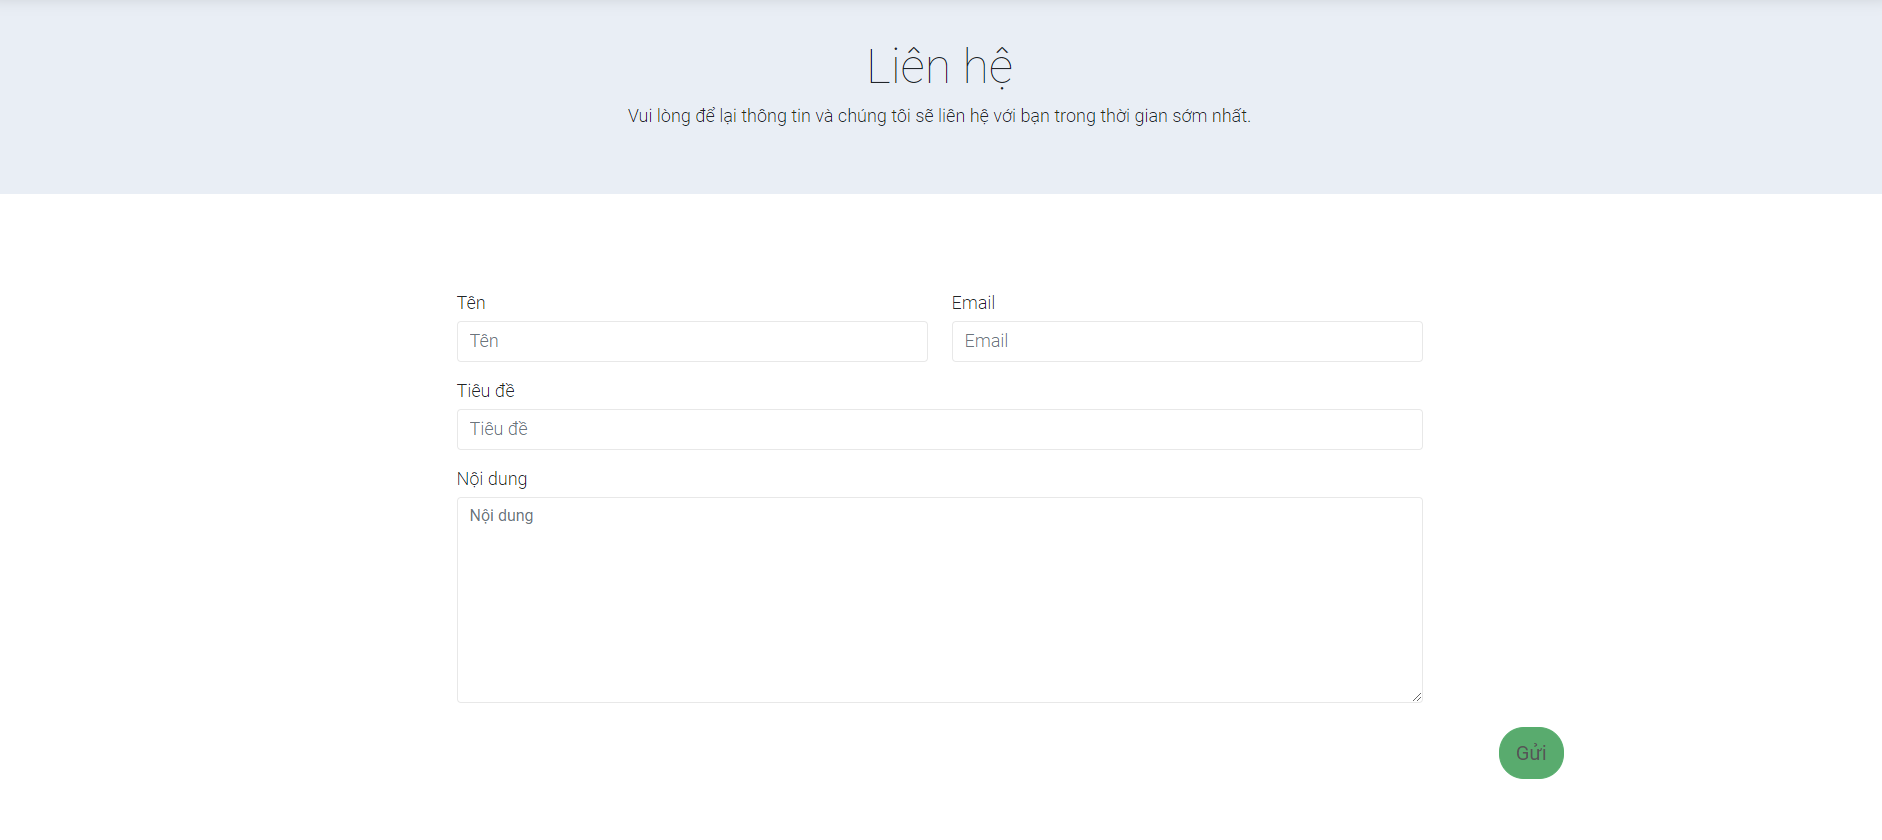 Liên hệ
Vui lòng để lại thông tin và chúng tôi sẽ liên hệ với bạn trong thời gian sớm nhất.
Tên
Email
Tên
Email
Tiêu đề
Tiêu đề
Nội dung
Nội dung
Gửi